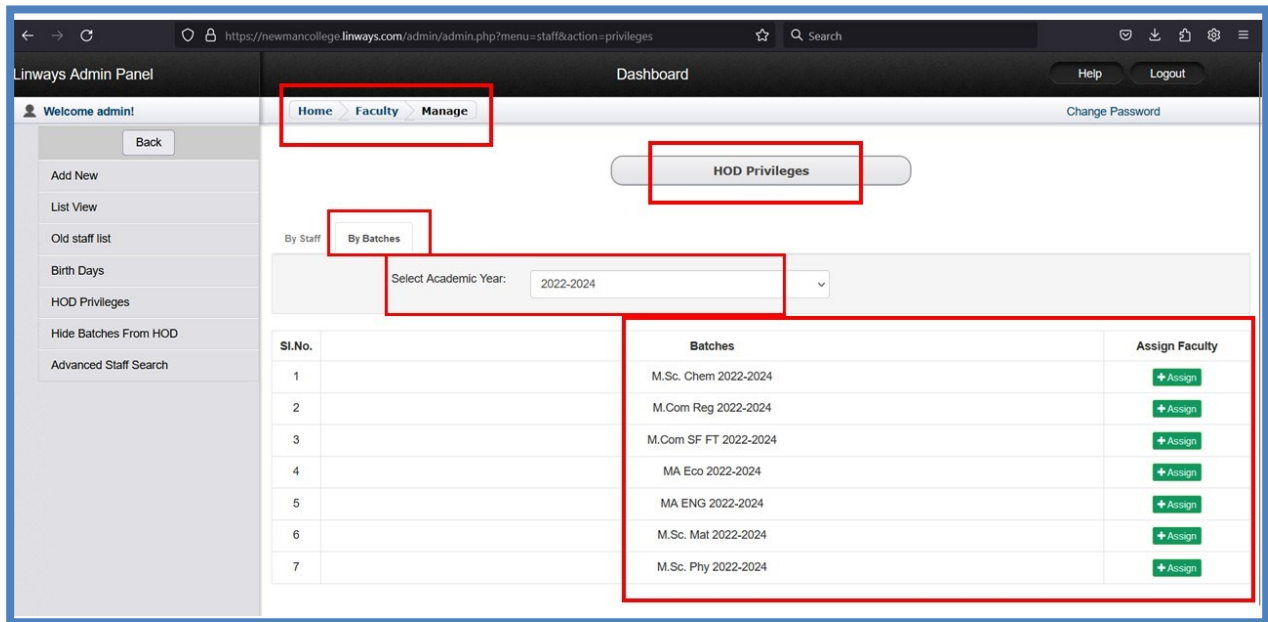 https://newmancollege.linways.com/admin/admin.php?menu=staff&action=privileges Search
Linways Admin Panel Dashboard Help Logout
Welcome admin! Home Faculty Manage Change Password
Back
Add New
List View
Old staff list
Birth Days
HOD Privileges
Hide Batches From HOD
Advanced Staff Search
HOD Privileges
By Staff By Batches
Select Academic Year: 2022-2024
Sl.No. Batches Assign Faculty
1 M.Sc. Chem 2022-2024 +Assign
2 M.Com Reg 2022-2024 +Assign
3 M.Com SF FT 2022-2024 +Assign
4 MA Eco 2022-2024 +Assign
5 MA ENG 2022-2024 +Assign
6 M.Sc. Mat 2022-2024 +Assign
7 M.Sc. Phy 2022-2024 +Assign